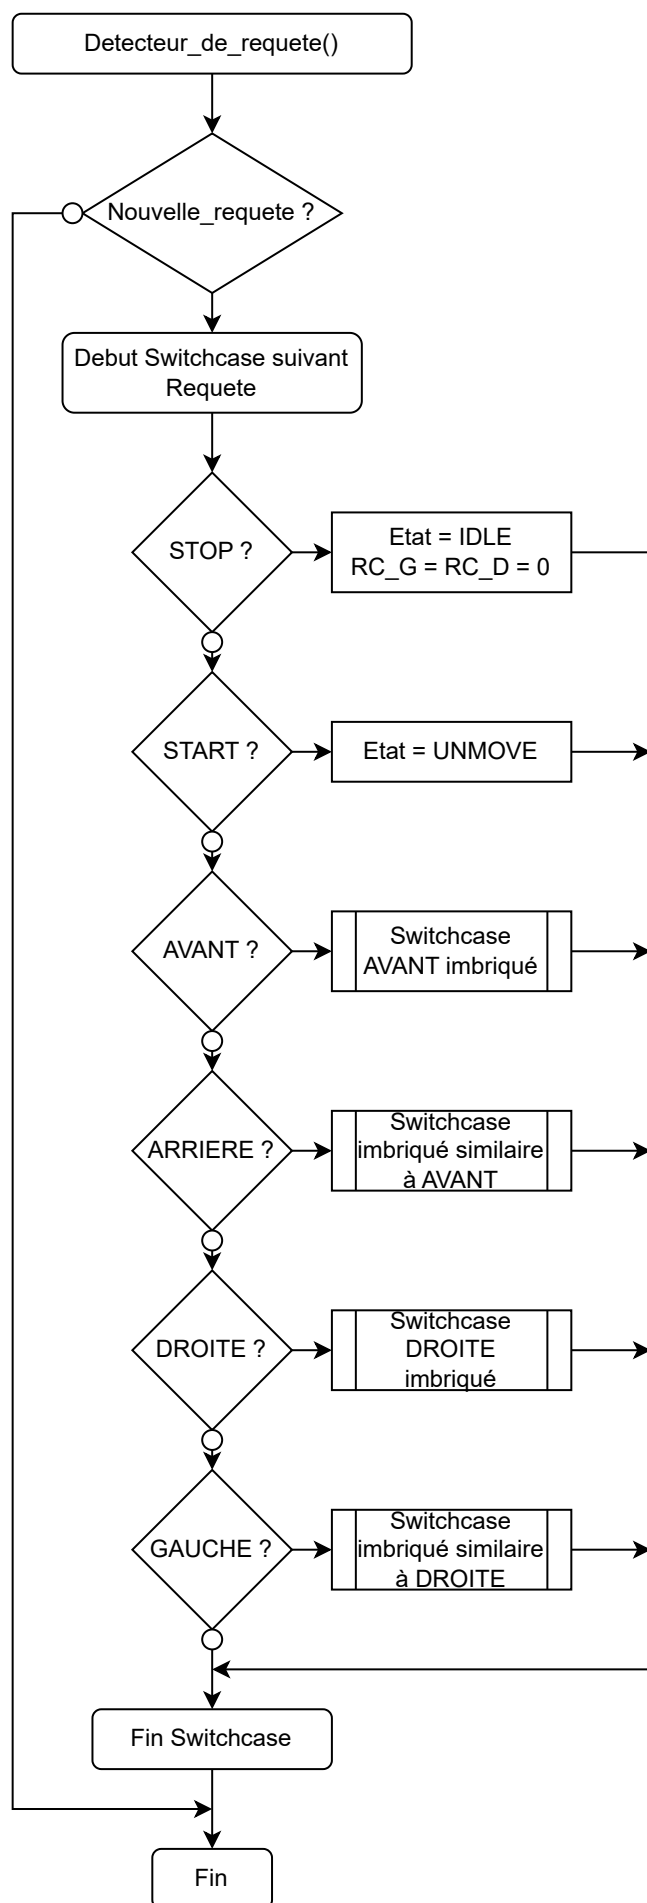 Detecteur_de_requete()
Nouvelle_requete ?
Debut Switchcase suivant
Requete
STOP ?
Etat = IDLE
RC_G = RC_D = 0
START ?
Etat = UNMOVE
AVANT ?
Switchcase
AVANT imbriqué
ARRIERE ?
Switchcase
imbriqué similaire
à AVANT
DROITE ?
Switchcase
DROITE
imbriqué
GAUCHE ?
Switchcase
imbriqué similaire
à DROITE
Fin Switchcase
Fin